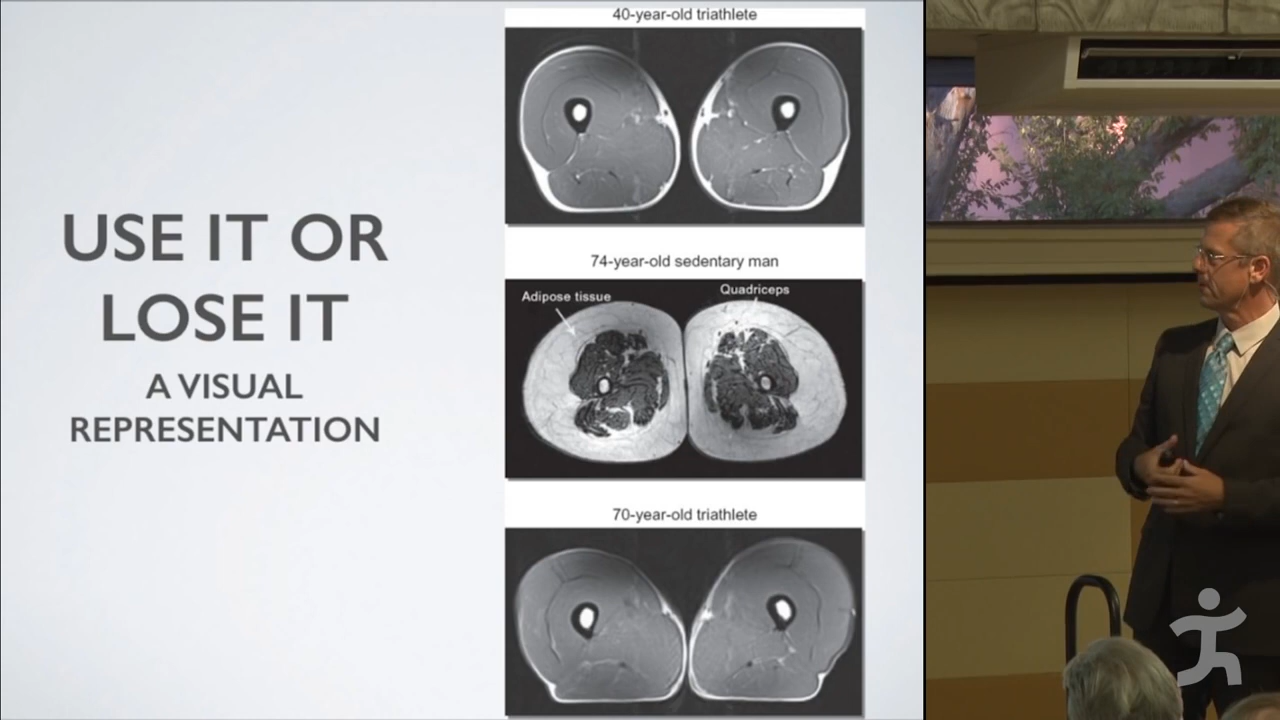 USE IT OR
LOSE IT
A VISUAL
REPRESENTATION
40-year-old triathlete
74-year-old sedentary man
Adipose tissue
Quadriceps
70-year-old triathlete